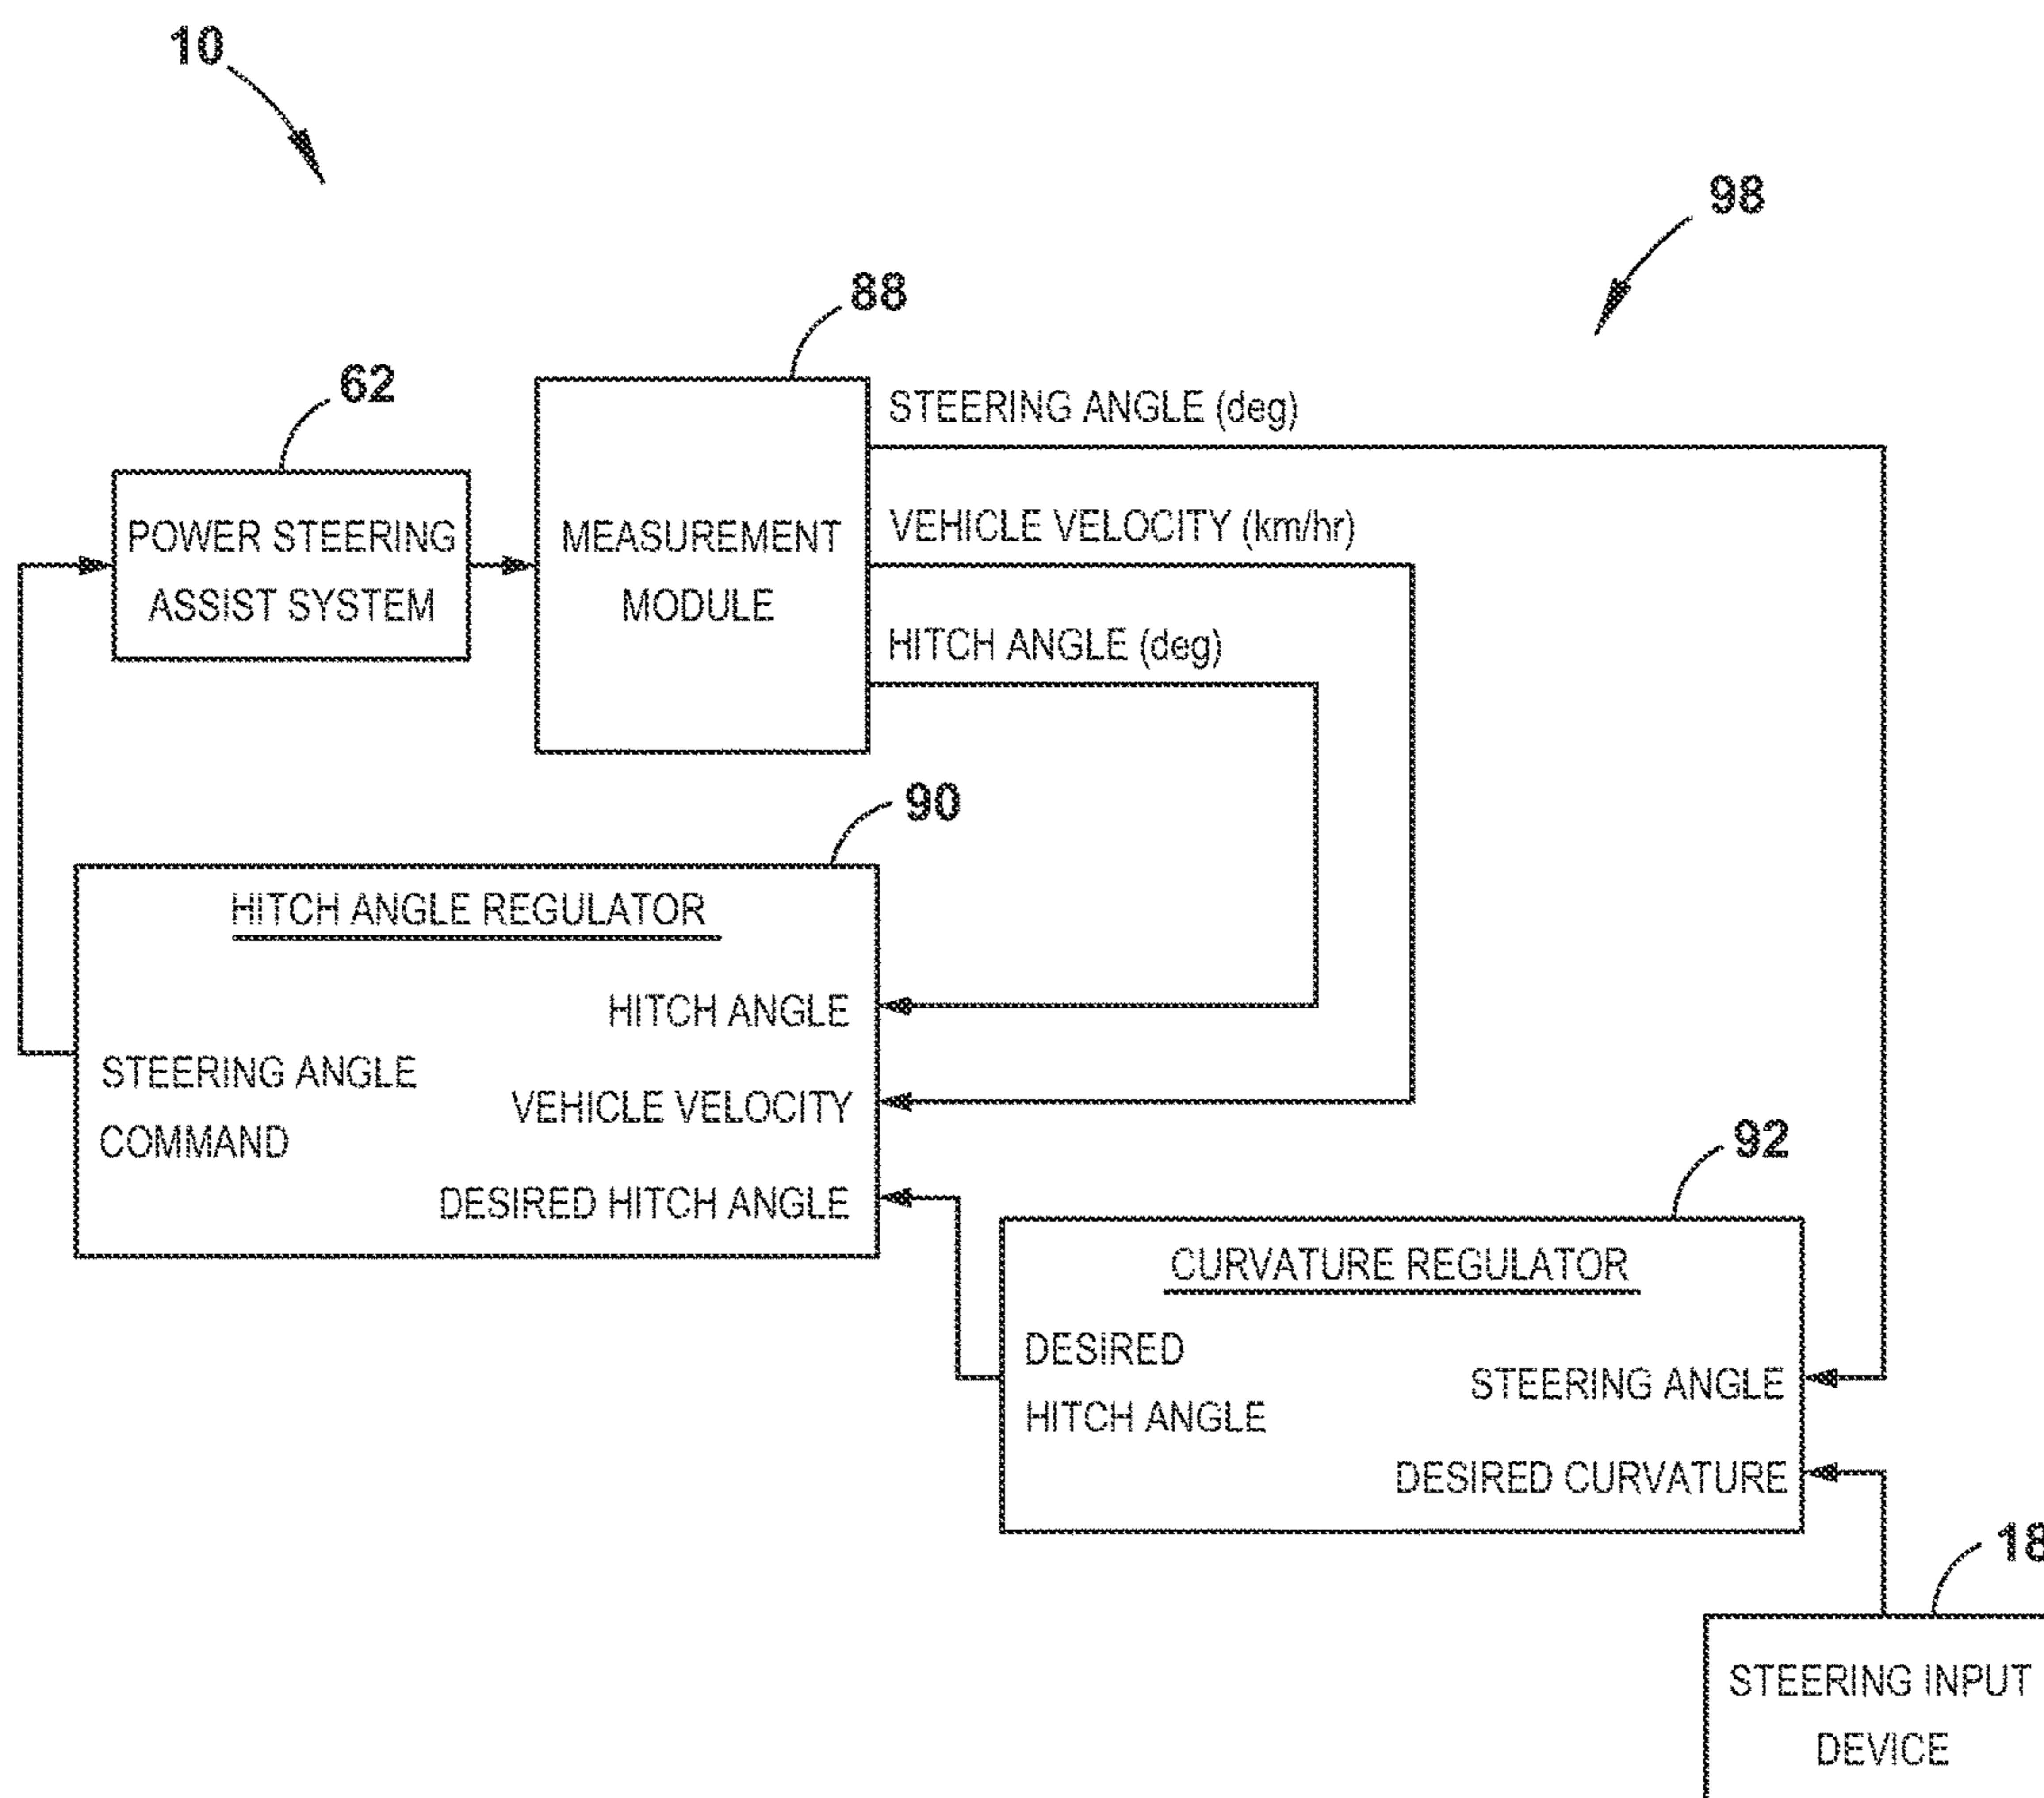 10
98
88
62
STEERING ANGLE (deg)
POWER STEERING
ASSIST SYSTEM
MEASUREMENT
MODULE
VEHICLE VELOCITY (km/hr)
HITCH ANGLE (deg)
90
HITCH ANGLE REGULATOR
HITCH ANGLE
STEERING ANGLE
COMMAND
VEHICLE VELOCITY
DESIRED HITCH ANGLE
92
CURVATURE REGULATOR
DESIRED
HITCH ANGLE
STEERING ANGLE
DESIRED CURVATURE
18
STEERING INPUT
DEVICE